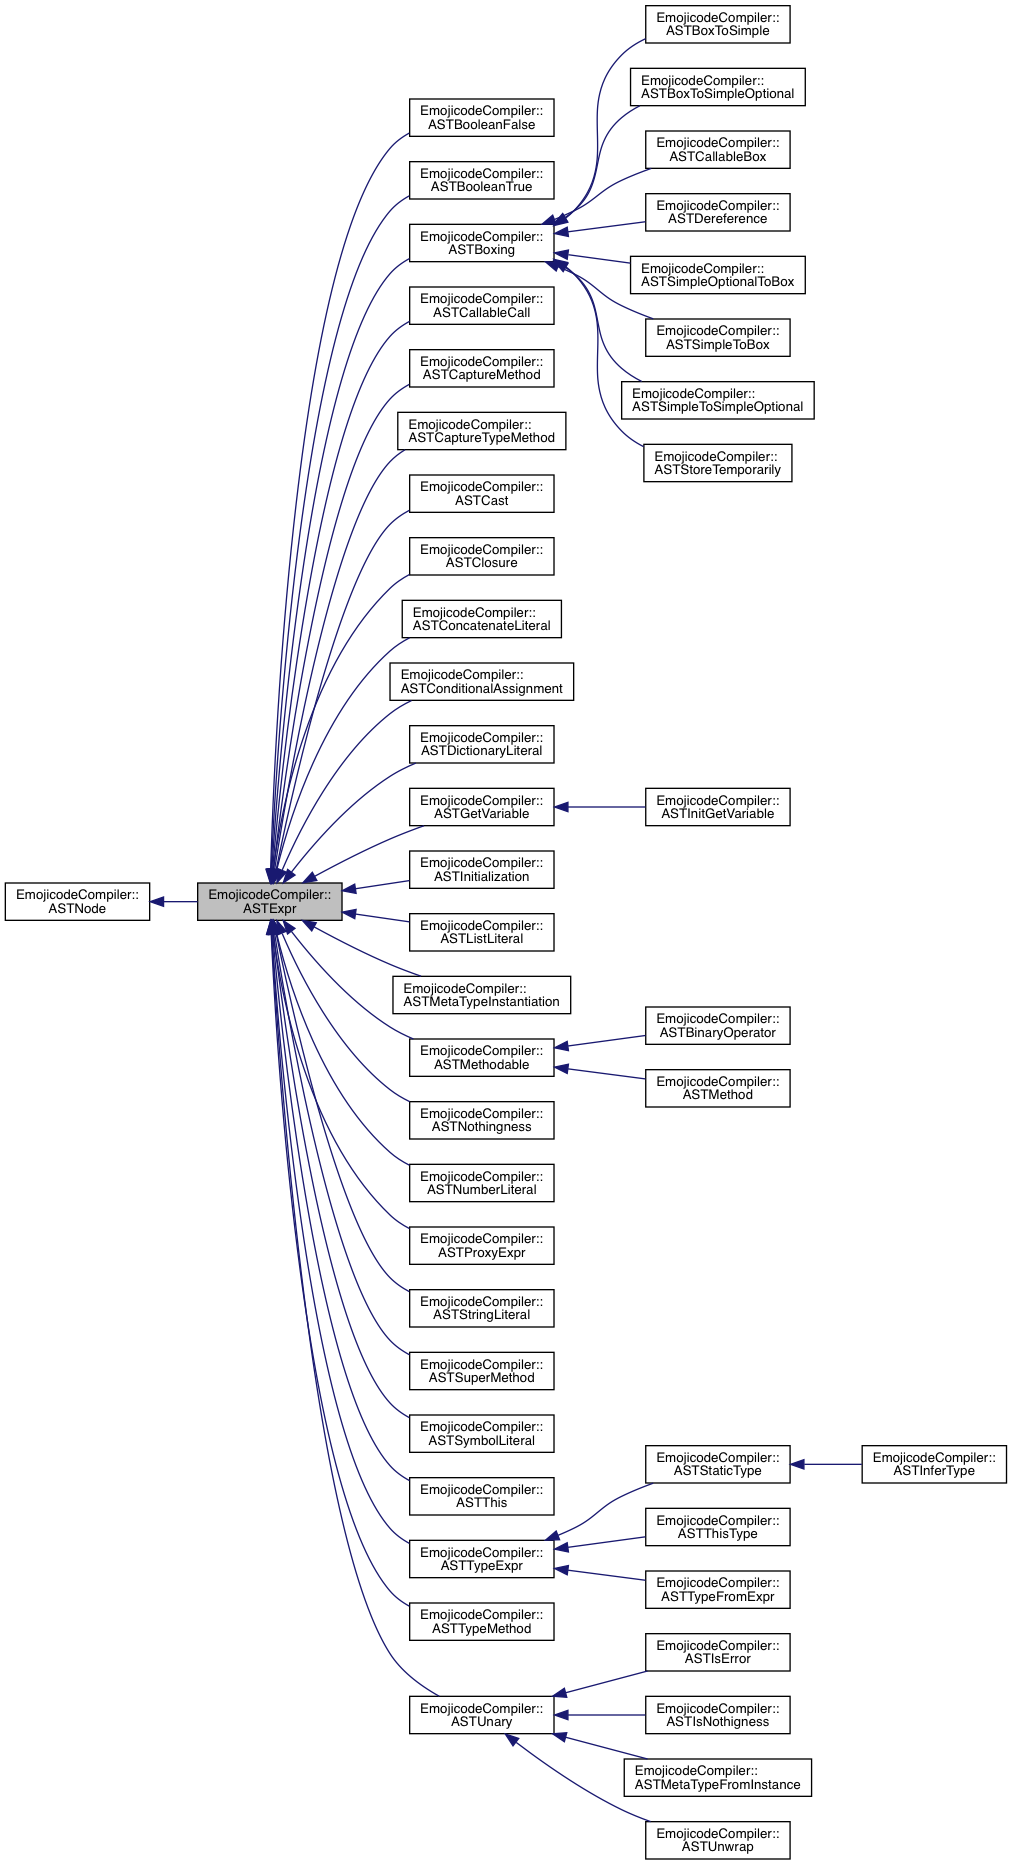 EmojicodeCompiler::
ASTNode
EmojicodeCompiler::
ASTExpr
EmojicodeCompiler::
ASTBooleanFalse
EmojicodeCompiler::
ASTBooleanTrue
EmojicodeCompiler::
ASTBoxing
EmojicodeCompiler::
ASTCallableCall
EmojicodeCompiler::
ASTCaptureMethod
EmojicodeCompiler::
ASTCaptureTypeMethod
EmojicodeCompiler::
ASTCast
EmojicodeCompiler::
ASTClosure
EmojicodeCompiler::
ASTConcatenateLiteral
EmojicodeCompiler::
ASTConditionalAssignment
EmojicodeCompiler::
ASTDictionaryLiteral
EmojicodeCompiler::
ASTGetVariable
EmojicodeCompiler::
ASTInitialization
EmojicodeCompiler::
ASTListLiteral
EmojicodeCompiler::
ASTMetaTypeInstantiation
EmojicodeCompiler::
ASTMethodable
EmojicodeCompiler::
ASTNothingness
EmojicodeCompiler::
ASTNumberLiteral
EmojicodeCompiler::
ASTProxyExpr
EmojicodeCompiler::
ASTStringLiteral
EmojicodeCompiler::
ASTSuperMethod
EmojicodeCompiler::
ASTSymbolLiteral
EmojicodeCompiler::
ASTThis
EmojicodeCompiler::
ASTTypeExpr
EmojicodeCompiler::
ASTTypeMethod
EmojicodeCompiler::
ASTUnary
EmojicodeCompiler::
ASTBoxToSimple
EmojicodeCompiler::
ASTBoxToSimpleOptional
EmojicodeCompiler::
ASTCallableBox
EmojicodeCompiler::
ASTDereference
EmojicodeCompiler::
ASTSimpleOptionalToBox
EmojicodeCompiler::
ASTSimpleToBox
EmojicodeCompiler::
ASTSimpleToSimpleOptional
EmojicodeCompiler::
ASTStoreTemporarily
EmojicodeCompiler::
ASTInitGetVariable
EmojicodeCompiler::
ASTBinaryOperator
EmojicodeCompiler::
ASTMethod
EmojicodeCompiler::
ASTStaticType
EmojicodeCompiler::
ASTThisType
EmojicodeCompiler::
ASTTypeFromExpr
EmojicodeCompiler::
ASTIsError
EmojicodeCompiler::
ASTIsNothigness
EmojicodeCompiler::
ASTMetaTypeFromInstance
EmojicodeCompiler::
ASTUnwrap
EmojicodeCompiler::
ASTInferType